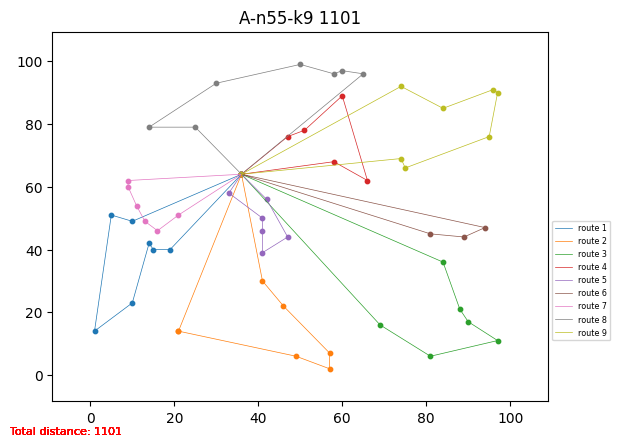 A-n55-k9 1101
100
80
60
40
20
0
0 20 40 60 80 100
route 1
route 2
route 3
route 4
route 5
route 6
route 7
route 8
route 9
Total distance: 1101